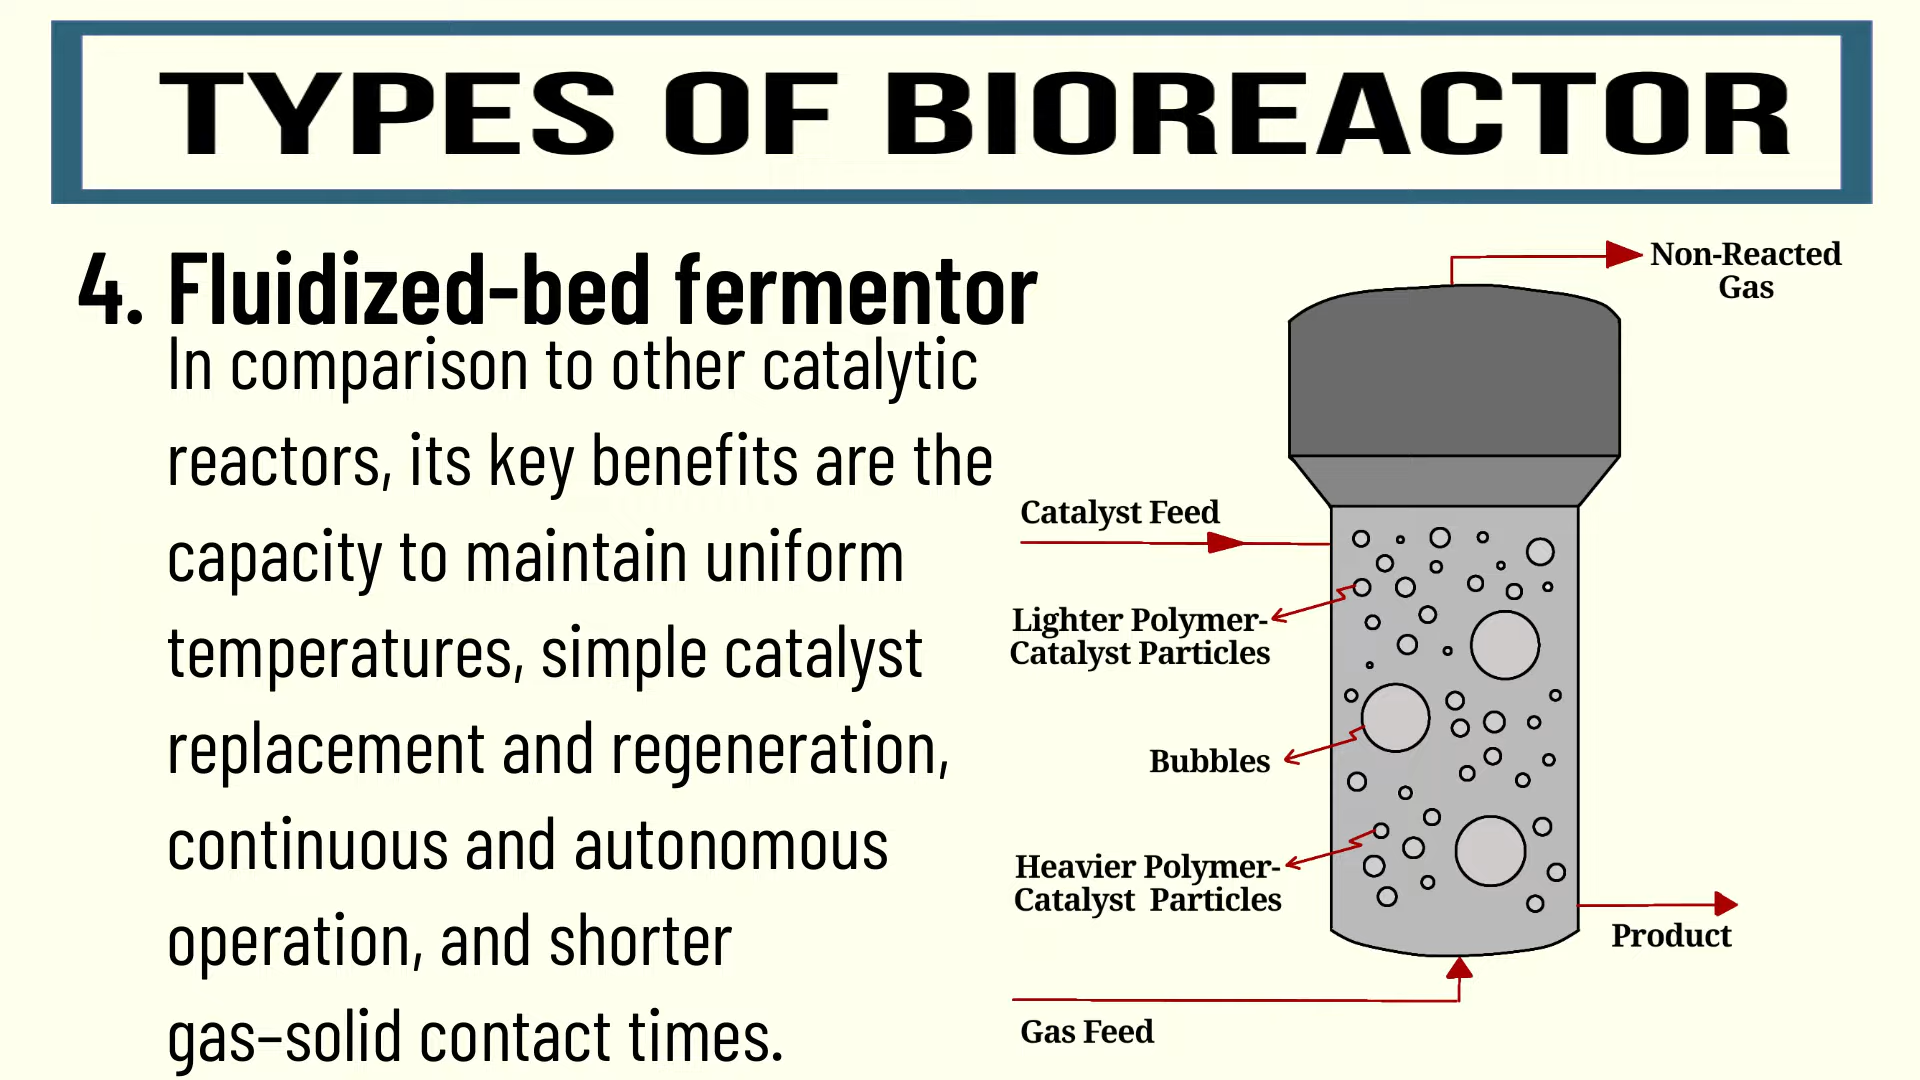 TYPES OF BIOREACTOR
4. Fluidized-bed fermentor
In comparison to other catalytic
reactors, its key benefits are the
capacity to maintain uniform
temperatures, simple catalyst
replacement and regeneration,
continuous and autonomous
operation, and shorter
gas–solid contact times.
Non-Reacted
Gas
Catalyst Feed
Lighter Polymer-
Catalyst Particles
Bubbles
Heavier Polymer-
Catalyst Particles
Product
Gas Feed